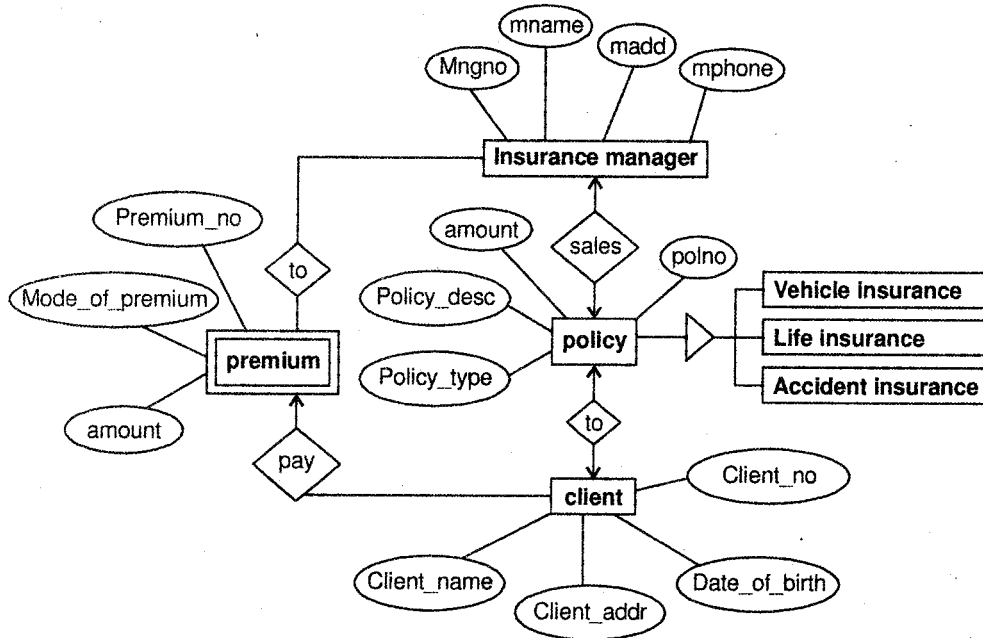 mname
madd
Mngno
mphone
Insurance manager
Premium_no
amount
sales
polno
to
Mode_of_premium
Policy_desc
Vehicle insurance
premium
policy
Life insurance
Policy_type
Accident insurance
amount
to
pay
Client_no
client
Client_name
Date_of_birth
Client_addr